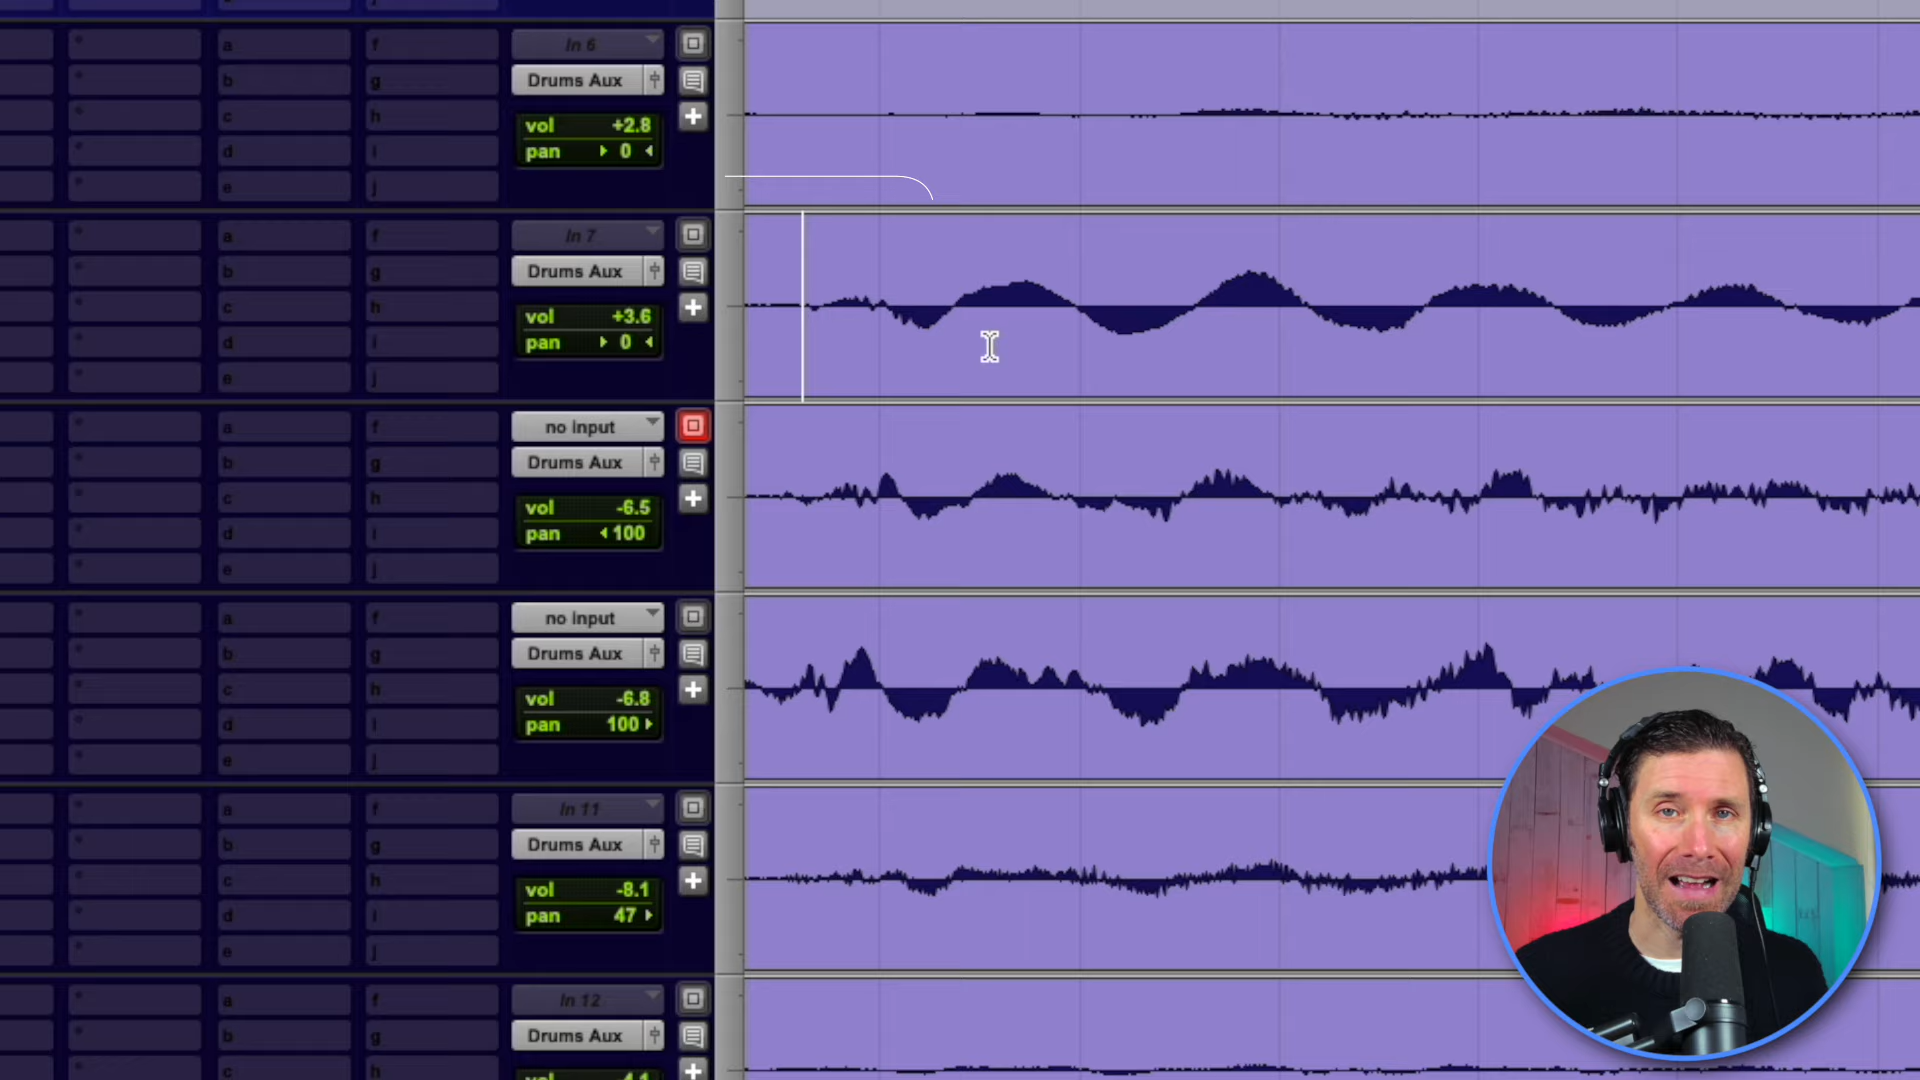 a f In 6
b g Drums Aux
c h vol +2.8
d i pan 0
e j
a f In 7
b g Drums Aux
c h vol +3.6
d i pan 0
e j
a f no input
b g Drums Aux
c h vol -6.5
d i pan 100
e j
a f no input
b g Drums Aux
c h vol -6.8
d i pan 100
e j
a f In 11
b g Drums Aux
c h vol -8.1
d i pan 47
e j
a f In 12
b g Drums Aux
c h